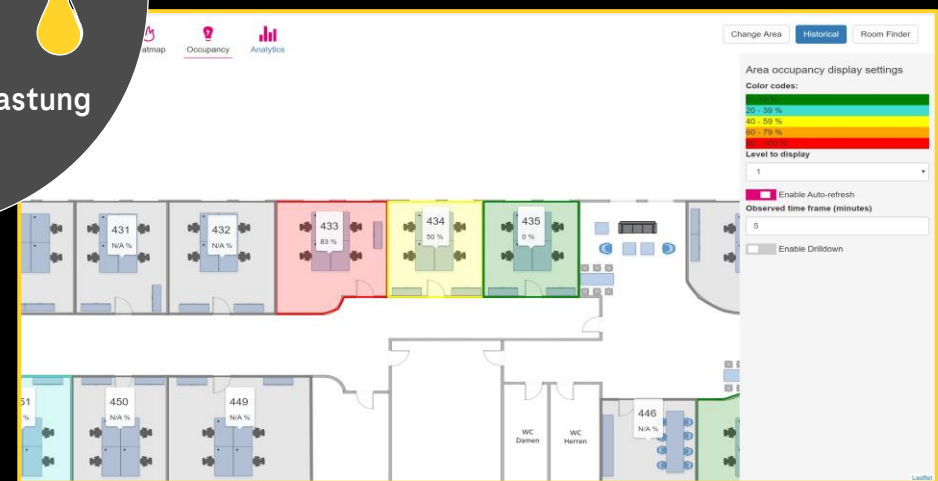 astung
atmap
Occupancy
Analytics
Change Area
Historical
Room Finder
Area occupancy display settings
Color codes:
20 - 39 %
40 - 59 %
60 - 79 %
Level to display
1
Enable Auto-refresh
Observed time frame (minutes)
5
Enable Drilldown
431
N/A %
432
N/A %
433
83 %
434
50 %
435
0 %
51
%
450
N/A %
449
N/A %
WC
Damen
WC
Herren
446
N/A %
Leaflet